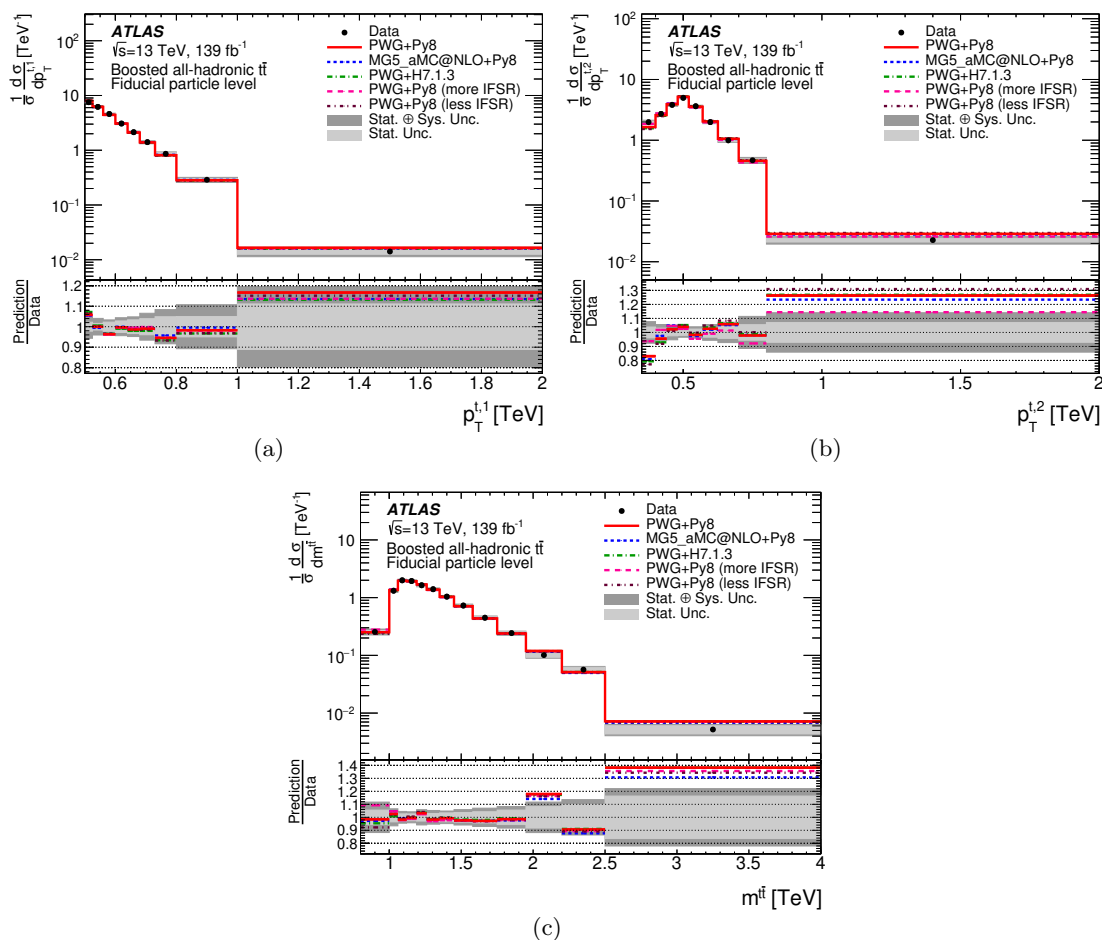 ATLAS
√s=13 TeV, 139 fb⁻¹
Boosted all-hadronic tt̄
Fiducial particle level
Data
PWG+Py8
MG5_aMC@NLO+Py8
PWG+H7.1.3
PWG+Py8 (more IFSR)
PWG+Py8 (less IFSR)
Stat. ⊕ Sys. Unc.
Stat. Unc.
1/σ d σ/dp_T^{t,1} [TeV⁻¹]
10²
10
1
10⁻¹
10⁻²
Prediction/Data
1.2
1.1
1
0.9
0.8
0.6 0.8 1 1.2 1.4 1.6 1.8 2
p_T^{t,1} [TeV]
(a)
ATLAS
√s=13 TeV, 139 fb⁻¹
Boosted all-hadronic tt̄
Fiducial particle level
Data
PWG+Py8
MG5_aMC@NLO+Py8
PWG+H7.1.3
PWG+Py8 (more IFSR)
PWG+Py8 (less IFSR)
Stat. ⊕ Sys. Unc.
Stat. Unc.
1/σ d σ/dp_T^{t,2} [TeV⁻¹]
10²
10
1
10⁻¹
10⁻²
Prediction/Data
1.3
1.2
1.1
1
0.9
0.8
0.5 1 1.5 2
p_T^{t,2} [TeV]
(b)
ATLAS
√s=13 TeV, 139 fb⁻¹
Boosted all-hadronic tt̄
Fiducial particle level
Data
PWG+Py8
MG5_aMC@NLO+Py8
PWG+H7.1.3
PWG+Py8 (more IFSR)
PWG+Py8 (less IFSR)
Stat. ⊕ Sys. Unc.
Stat. Unc.
1/σ d σ/dm^{tt̄} [TeV⁻¹]
10
1
10⁻¹
10⁻²
Prediction/Data
1.4
1.3
1.2
1.1
1
0.9
0.8
1 1.5 2 2.5 3 3.5 4
m^{tt̄} [TeV]
(c)